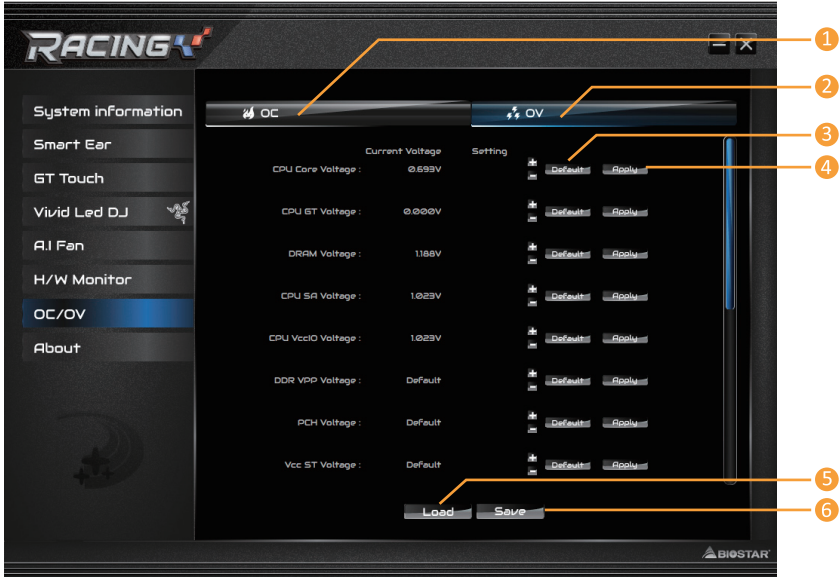 RACING
1
2
System information
OC
OV
3
Smart Ear
Current Voltage Setting
CPU Core Voltage : 0.693V + - Default Apply
4
GT Touch
Vivid Led DJ
CPU GT Voltage : 0.000V + - Default Apply
A.I Fan
DRAM Voltage : 1.188V + - Default Apply
H/W Monitor
CPU SA Voltage : 1.023V + - Default Apply
OC/OV
CPU VccIO Voltage : 1.023V + - Default Apply
About
DDR VPP Voltage : Default + - Default Apply
PCH Voltage : Default + - Default Apply
Vcc ST Voltage : Default + - Default Apply
5
Load Save
6
BIOSTAR